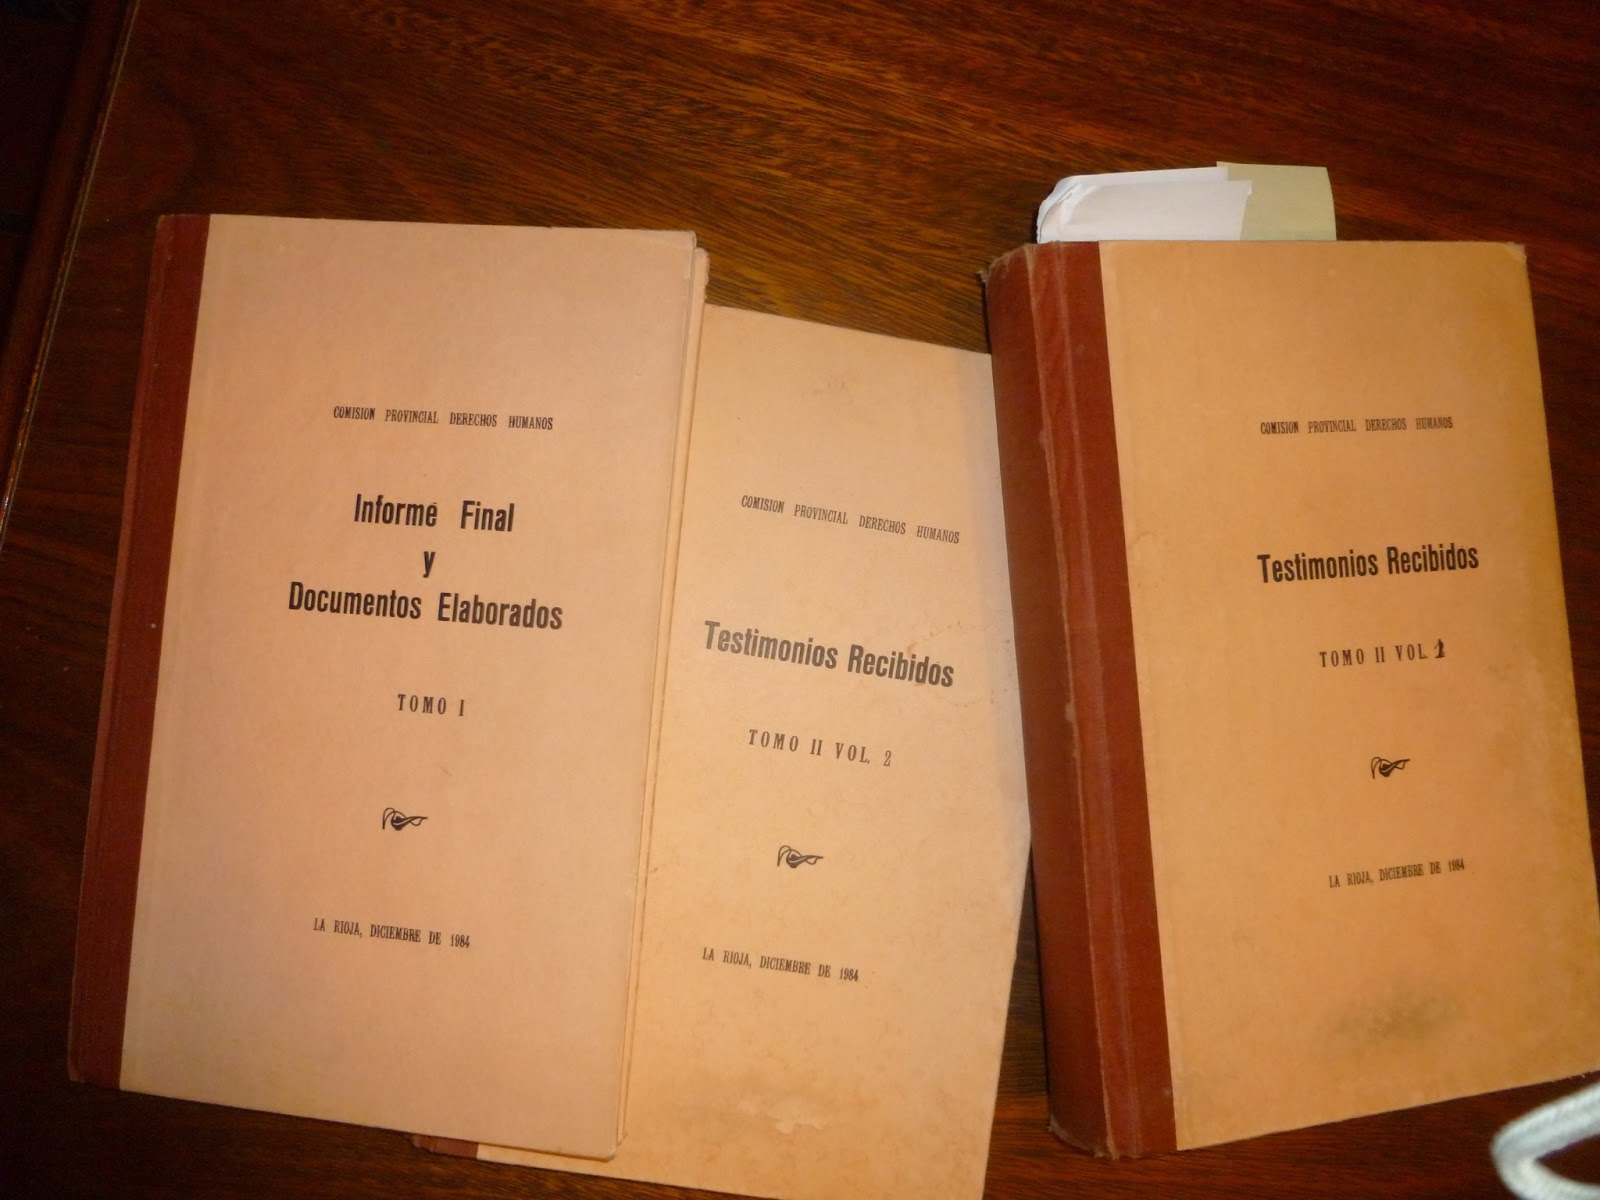 COMISION PROVINCIAL DERECHOS HUMANOS
Informe Final
y
Documentos Elaborados
TOMO I
LA RIOJA, DICIEMBRE DE 1984
COMISION PROVINCIAL DERECHOS HUMANOS
Testimonios Recibidos
TOMO II VOL. 2
LA RIOJA, DICIEMBRE DE 1984
COMISION PROVINCIAL DERECHOS HUMANOS
Testimonios Recibidos
TOMO II VOL. 1
LA RIOJA, DICIEMBRE DE 1984